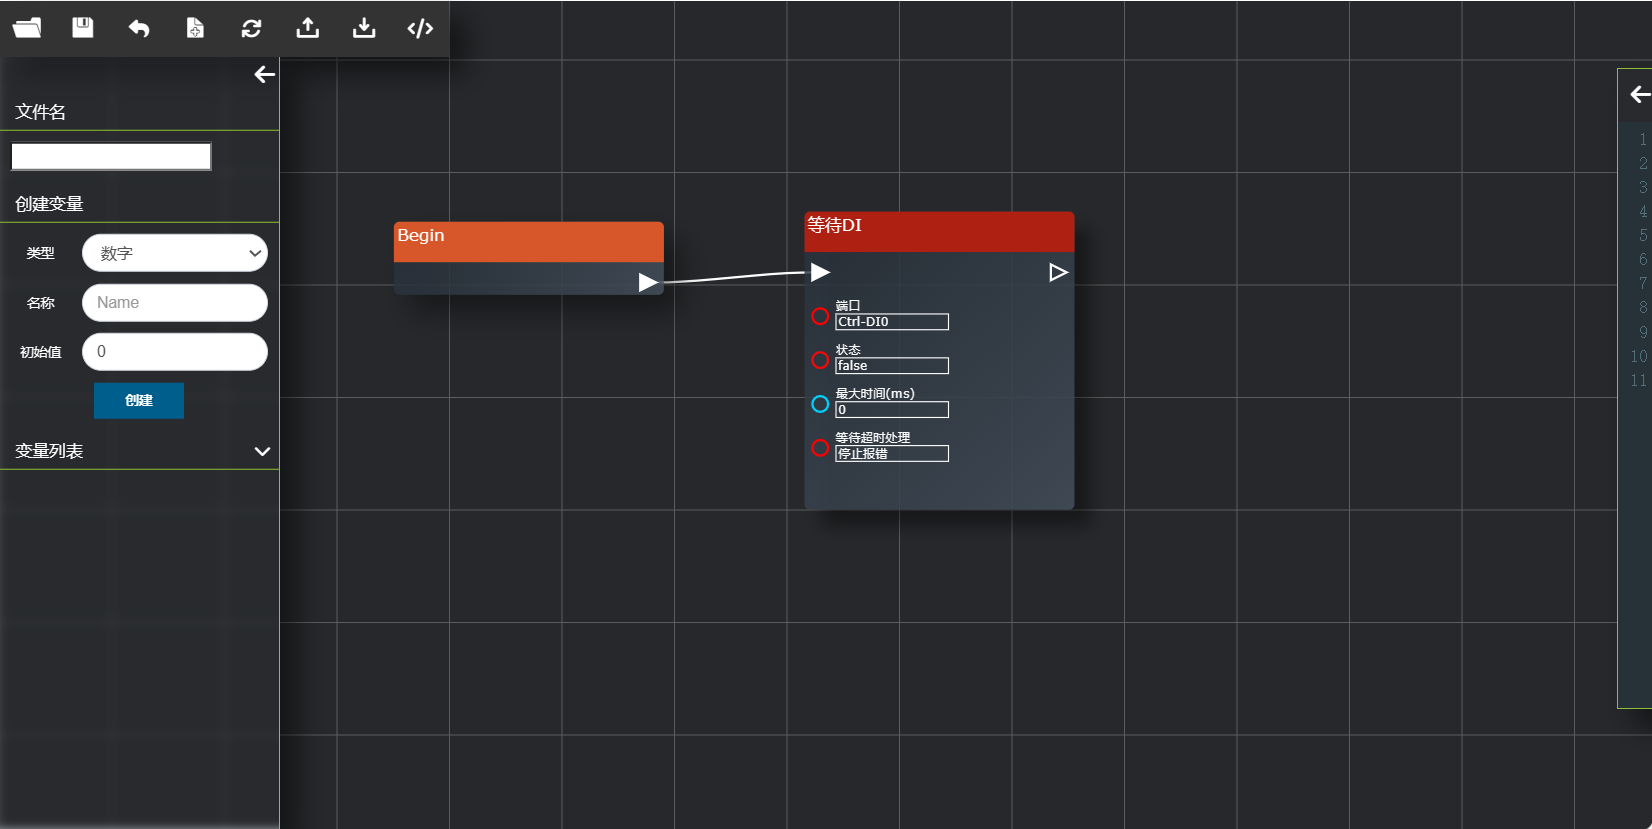 文件名
创建变量
类型
数字
名称
Name
初始值
0
创建
变量列表
Begin
等待DI
端口
Ctrl-DI0
状态
false
最大时间(ms)
0
等待超时处理
停止报错
1
2
3
4
5
6
7
8
9
10
11